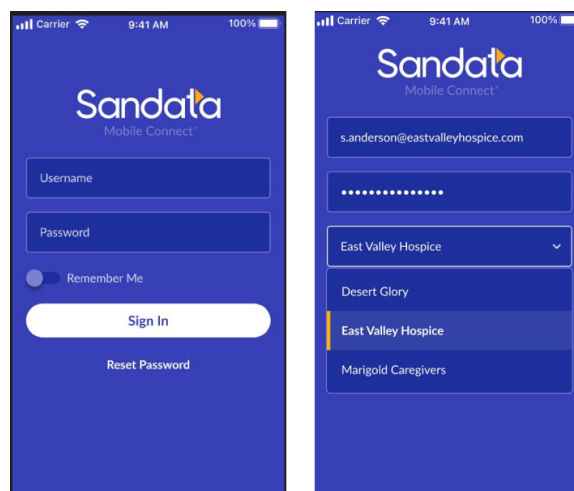 Carrier 9:41 AM 100%
Sandata
Mobile Connect®
Username
Password
Remember Me
Sign In
Reset Password
Carrier 9:41 AM 100%
Sandata
Mobile Connect®
s.anderson@eastvalleyhospice.com
•••••••••••••••
East Valley Hospice
Desert Glory
East Valley Hospice
Marigold Caregivers